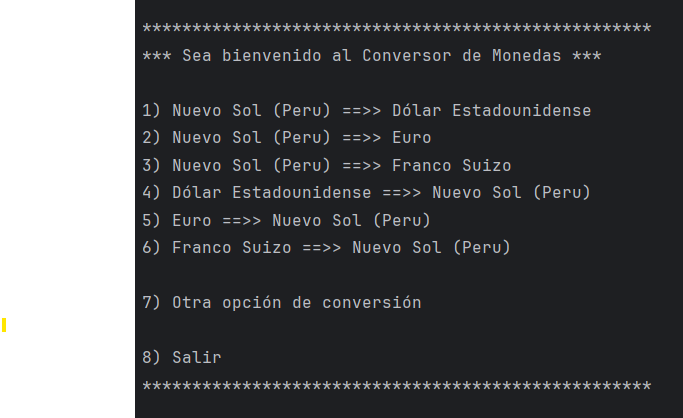 ***************************************************
*** Sea bienvenido al Conversor de Monedas ***
1) Nuevo Sol (Peru) ==>> Dólar Estadounidense
2) Nuevo Sol (Peru) ==>> Euro
3) Nuevo Sol (Peru) ==>> Franco Suizo
4) Dólar Estadounidense ==>> Nuevo Sol (Peru)
5) Euro ==>> Nuevo Sol (Peru)
6) Franco Suizo ==>> Nuevo Sol (Peru)
7) Otra opción de conversión
8) Salir
***************************************************